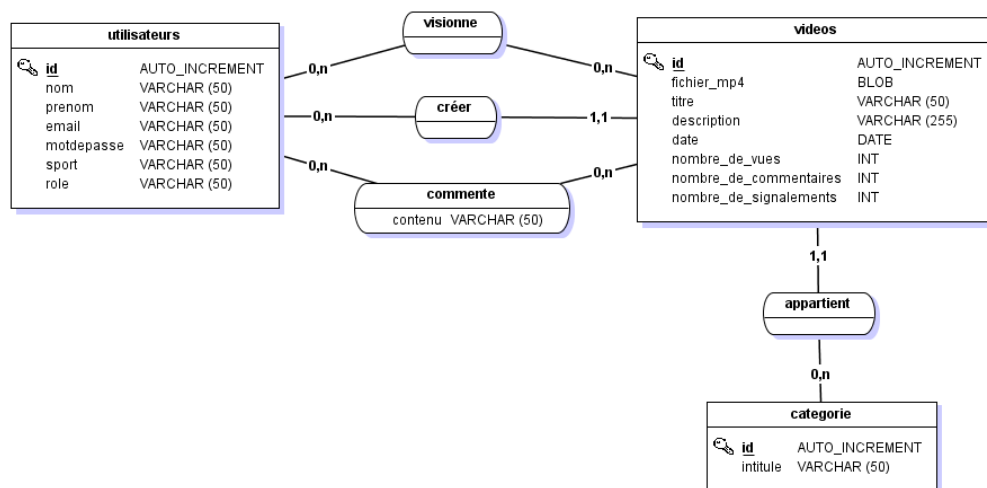 utilisateurs
id AUTO_INCREMENT
nom VARCHAR (50)
prenom VARCHAR (50)
email VARCHAR (50)
motdepasse VARCHAR (50)
sport VARCHAR (50)
role VARCHAR (50)
visionne
0,n
0,n
créer
0,n
1,1
commente
contenu VARCHAR (50)
0,n
0,n
videos
id AUTO_INCREMENT
fichier_mp4 BLOB
titre VARCHAR (50)
description VARCHAR (255)
date DATE
nombre_de_vues INT
nombre_de_commentaires INT
nombre_de_signalements INT
1,1
appartient
0,n
categorie
id AUTO_INCREMENT
intitule VARCHAR (50)